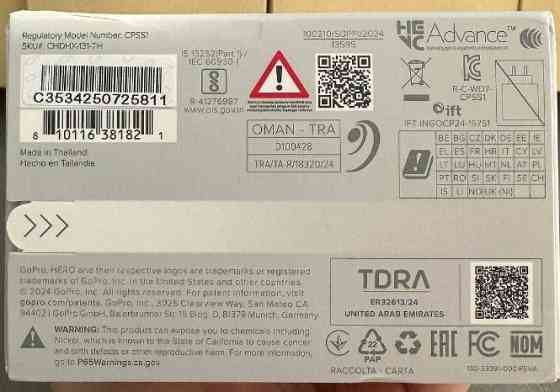 Regulatory Model Number: CPSS1
SKU#: CHDHX-131-TH
C3534250725811
8 10116 38182 1
Made in Thailand
Hecho en Tailandia
IS 13252(Part 1)/
IEC 60950-1
R-41276987
www.bis.gov.in
100210/SDPPI/2024
13595
OMAN - TRA
D100428
TRA/TA-R/18320/24
HEVC Advance™
R-C-WD7-
CPSS1
ift
BE BG CZ DK DE EE IE
EL ES FR HR IT CY LV
LT LU HU MT NL AT PL
PT RO SI SK FI SE CH
IS LI NO UK (NI)
GoPro, HERO and their respective logos are trademarks or registered
trademarks of GoPro, Inc. in the United States and other countries.
© 2024 GoPro, Inc. All rights reserved. For patent information, visit
gopro.com/patents. GoPro, Inc., 3025 Clearview Way, San Mateo CA
94402 | GoPro GmbH, Baierbrunner Str. 15 Bldg. D, 81379 Munich, Germany.
WARNING: This product can expose you to chemicals including
Nickel, which is known to the State of California to cause cancer
and birth defects or other reproductive harm. For more information,
go to P65Warnings.ca.gov
TDRA
ER32613/24
UNITED ARAB EMIRATES
22
PAP
RACCOLTA - CARTA
EAC FC NOM